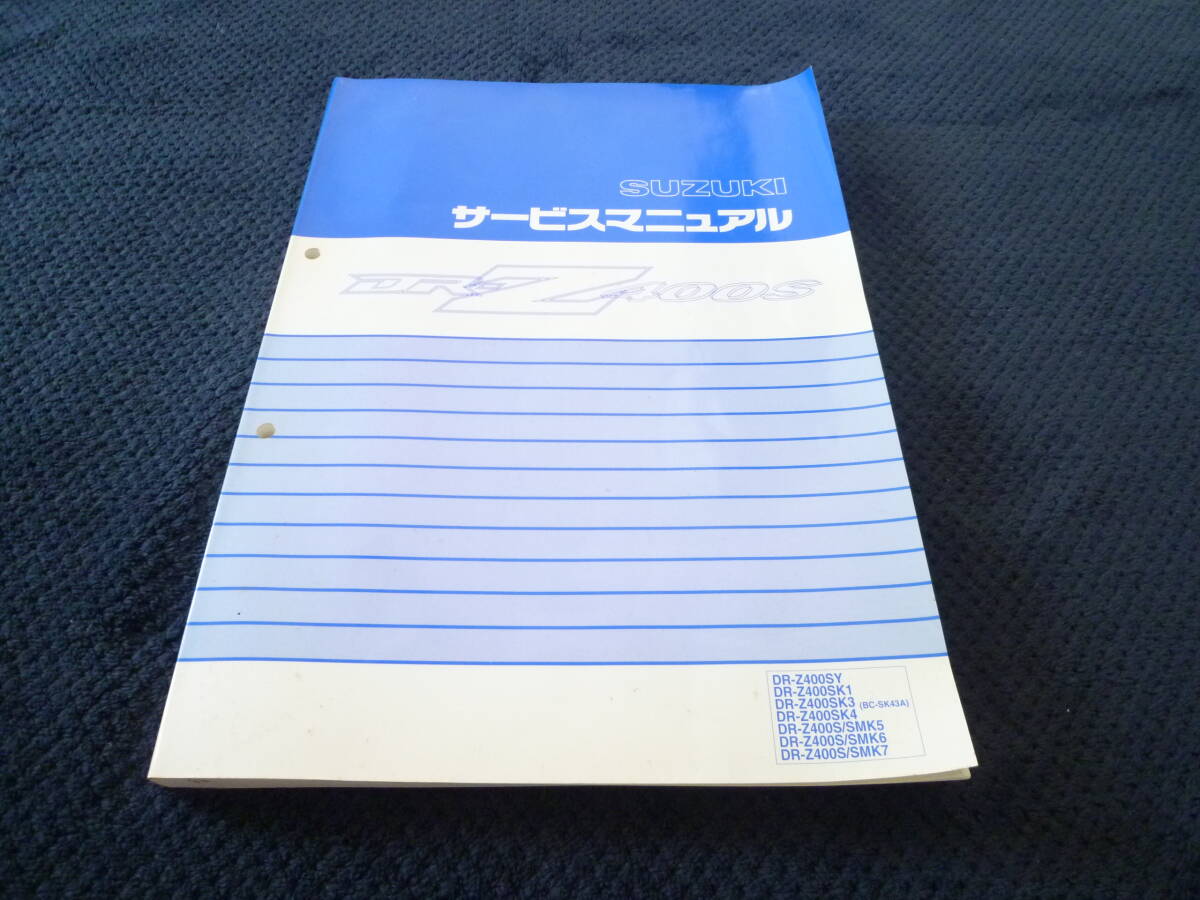 SUZUKI
サービスマニュアル
DR-Z400S
DR-Z400SY
DR-Z400SK1
DR-Z400SK3 (BC-SK43A)
DR-Z400SK4
DR-Z400S/SMK5
DR-Z400S/SMK6
DR-Z400S/SMK7